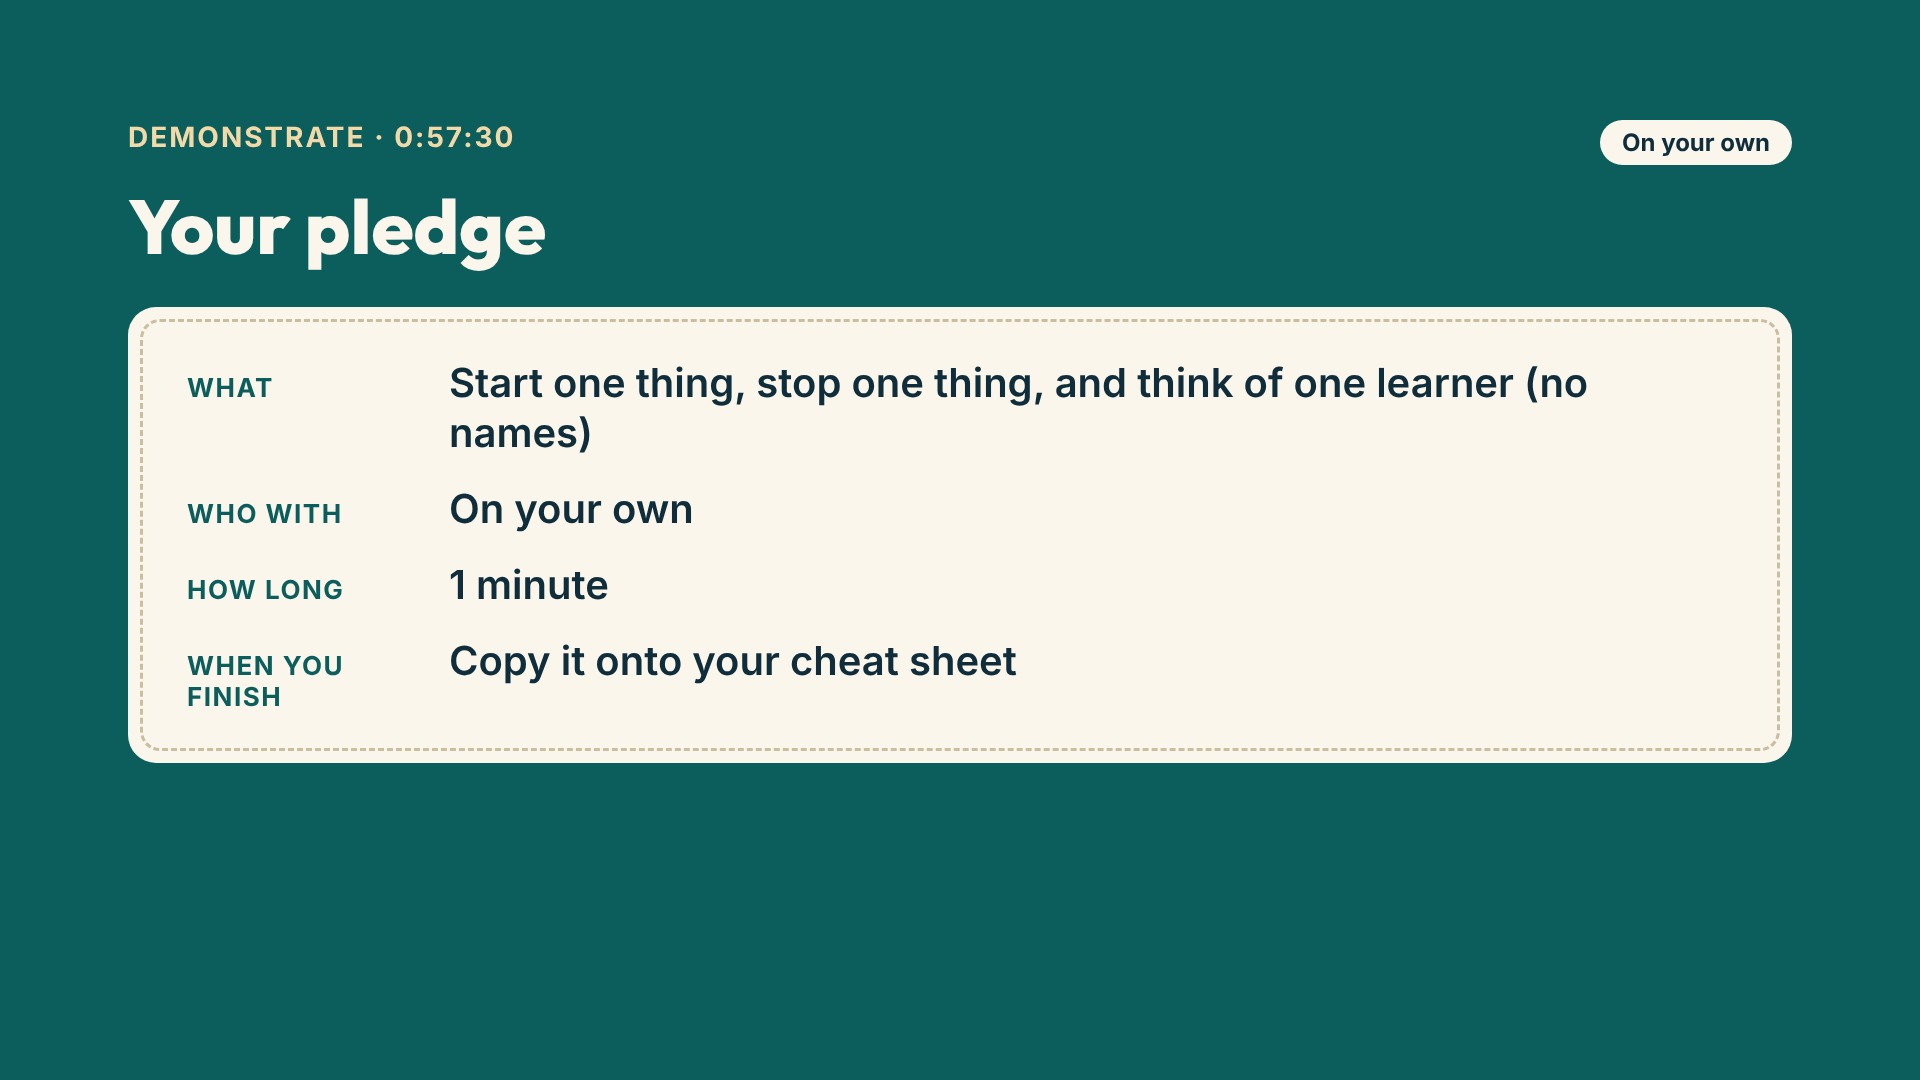 DEMONSTRATE · 0:57:30
On your own
Your pledge
WHAT
Start one thing, stop one thing, and think of one learner (no
names)
WHO WITH
On your own
HOW LONG
1 minute
WHEN YOU
FINISH
Copy it onto your cheat sheet